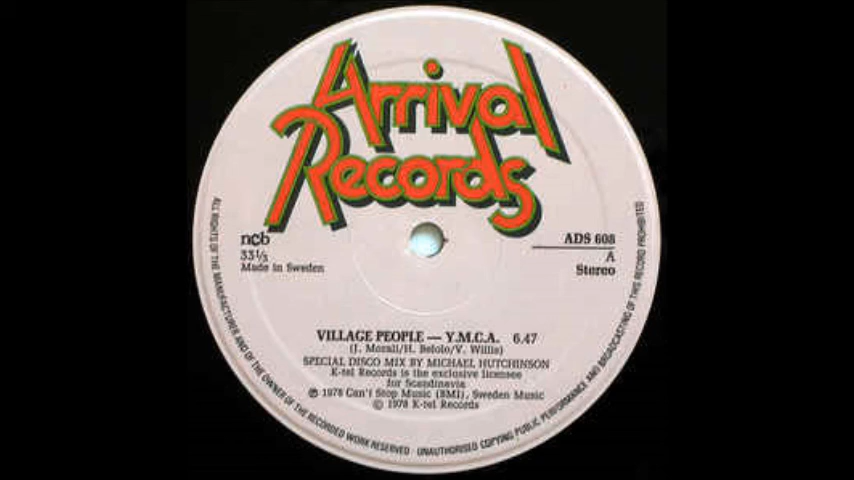 Arrival
Records
ncb
33⅓
Made in Sweden
ADS 608
A
Stereo
VILLAGE PEOPLE — Y.M.C.A. 6.47
(J. Morali/H. Belolo/V. Willis)
SPECIAL DISCO MIX BY MICHAEL HUTCHINSON
K-tel Records is the exclusive licensee
for Scandinavia
℗ 1978 Can't Stop Music (BMI), Sweden Music
© 1978 K-tel Records
ALL RIGHTS OF THE MANUFACTURER AND OF THE OWNER OF THE RECORDED WORK RESERVED · UNAUTHORISED COPYING PUBLIC PERFORMANCE AND BROADCASTING OF THIS RECORD PROHIBITED